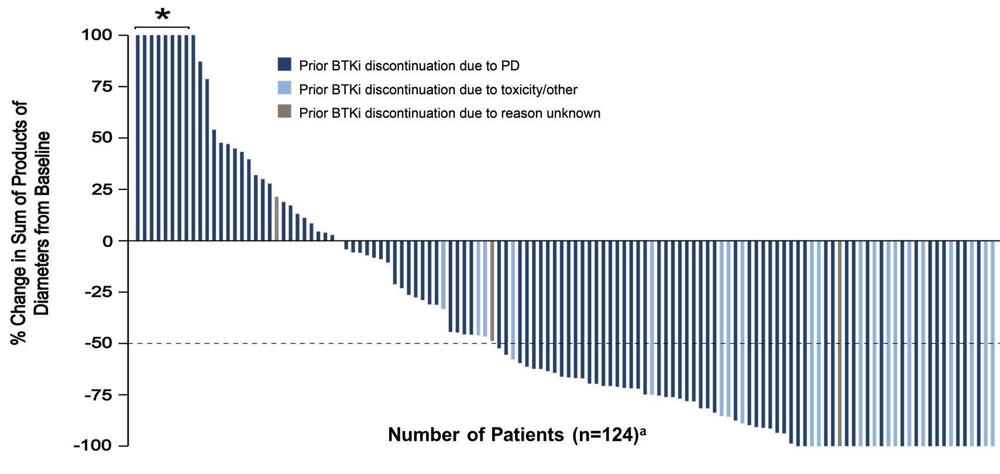 *
100
75
50
25
0
-25
-50
-75
-100
% Change in Sum of Products of
Diameters from Baseline
Prior BTKi discontinuation due to PD
Prior BTKi discontinuation due to toxicity/other
Prior BTKi discontinuation due to reason unknown
Number of Patients (n=124)ᵃ